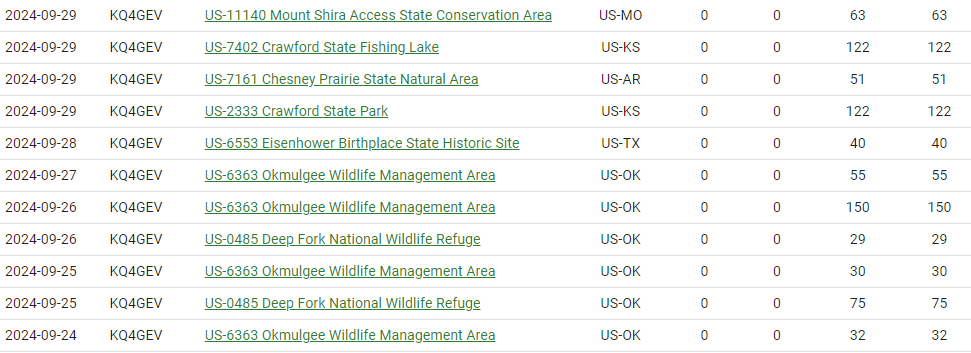 2024-09-29 KQ4GEV US-11140 Mount Shira Access State Conservation Area US-MO 0 0 63 63
2024-09-29 KQ4GEV US-7402 Crawford State Fishing Lake US-KS 0 0 122 122
2024-09-29 KQ4GEV US-7161 Chesney Prairie State Natural Area US-AR 0 0 51 51
2024-09-29 KQ4GEV US-2333 Crawford State Park US-KS 0 0 122 122
2024-09-28 KQ4GEV US-6553 Eisenhower Birthplace State Historic Site US-TX 0 0 40 40
2024-09-27 KQ4GEV US-6363 Okmulgee Wildlife Management Area US-OK 0 0 55 55
2024-09-26 KQ4GEV US-6363 Okmulgee Wildlife Management Area US-OK 0 0 150 150
2024-09-26 KQ4GEV US-0485 Deep Fork National Wildlife Refuge US-OK 0 0 29 29
2024-09-25 KQ4GEV US-6363 Okmulgee Wildlife Management Area US-OK 0 0 30 30
2024-09-25 KQ4GEV US-0485 Deep Fork National Wildlife Refuge US-OK 0 0 75 75
2024-09-24 KQ4GEV US-6363 Okmulgee Wildlife Management Area US-OK 0 0 32 32